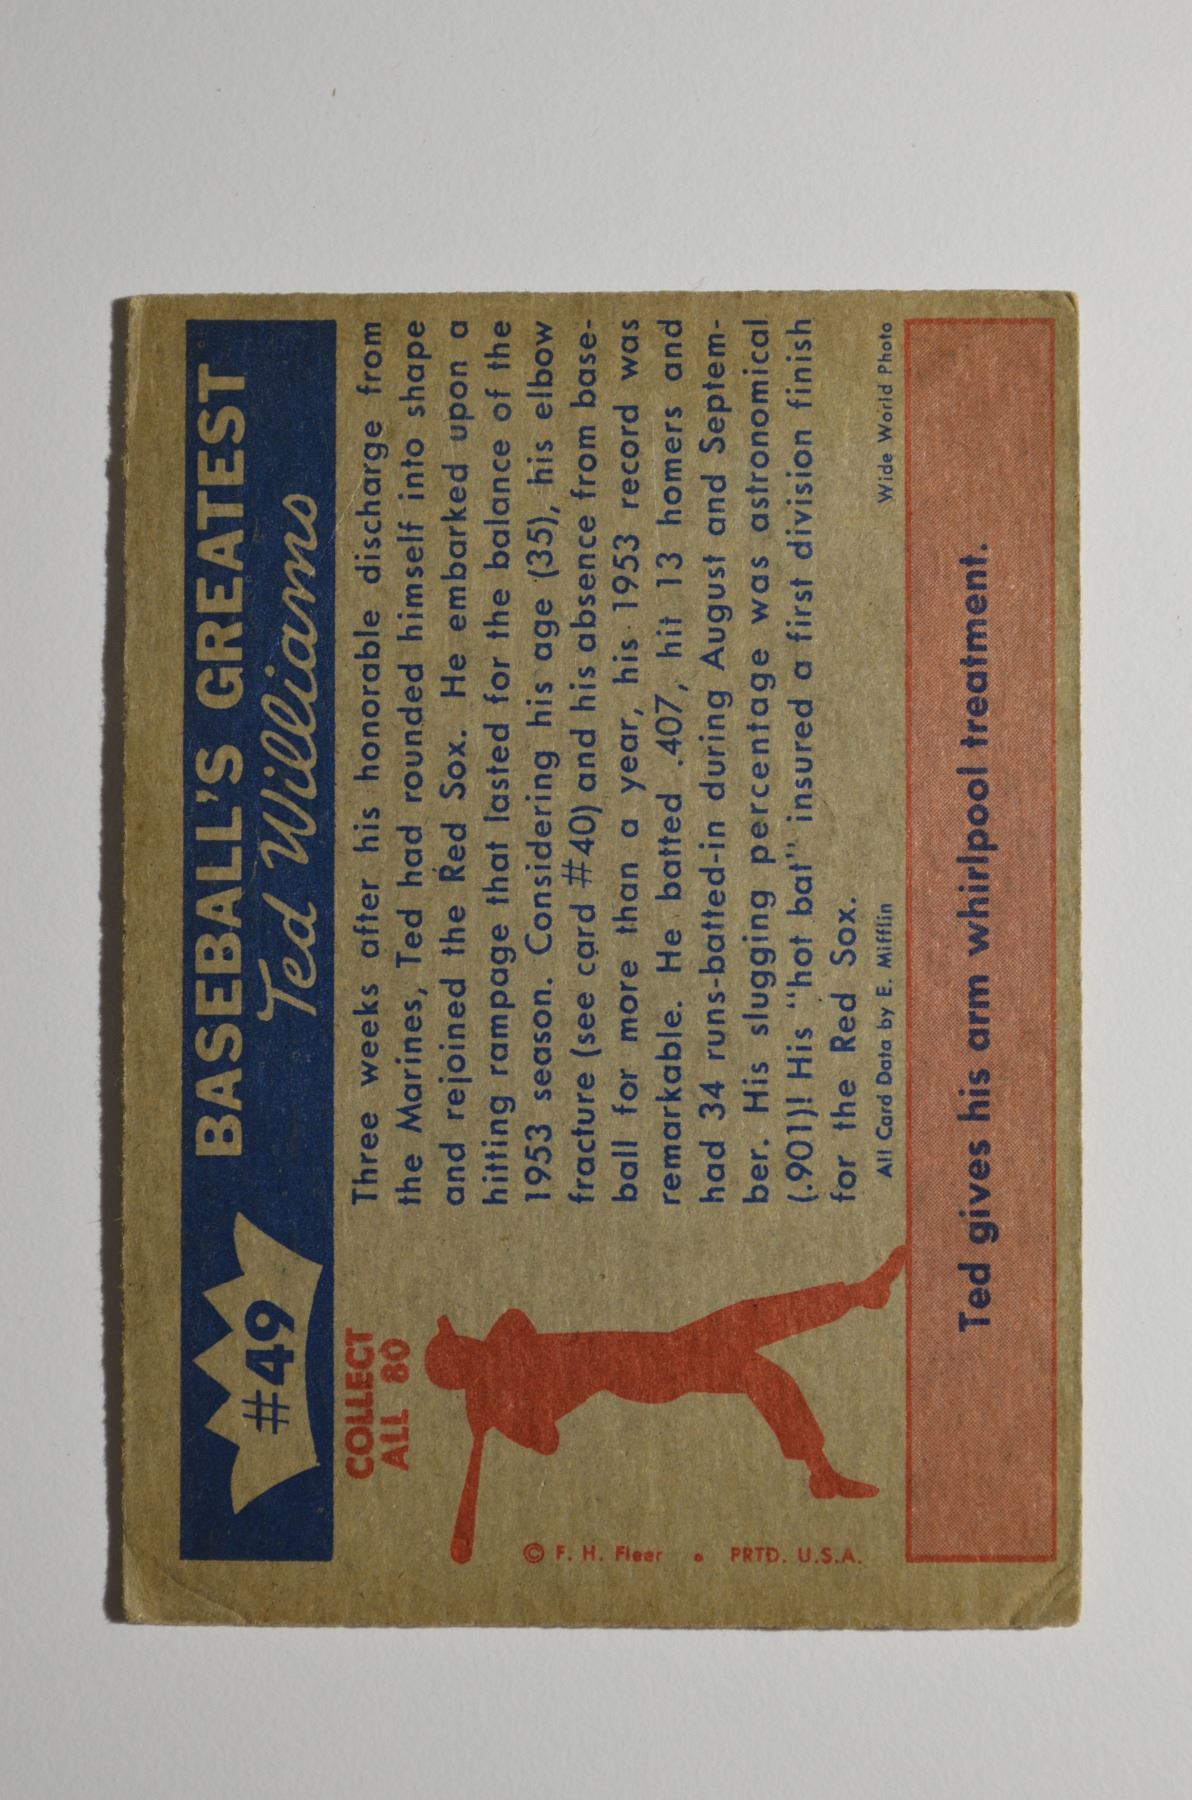 #49
BASEBALL'S GREATEST
Ted Williams
COLLECT
ALL 80
Three weeks after his honorable discharge from
the Marines, Ted had rounded himself into shape
and rejoined the Red Sox. He embarked upon a
hitting rampage that lasted for the balance of the
1953 season. Considering his age (35), his elbow
fracture (see card #40) and his absence from base-
ball for more than a year, his 1953 record was
remarkable. He batted .407, hit 13 homers and
had 34 runs-batted-in during August and Septem-
ber. His slugging percentage was astronomical
(.901)! His "hot bat" insured a first division finish
for the Red Sox.
All Card Data by E. Mifflin
Wide World Photo
© F. H. Fleer • PRTD. U.S.A.
Ted gives his arm whirlpool treatment.